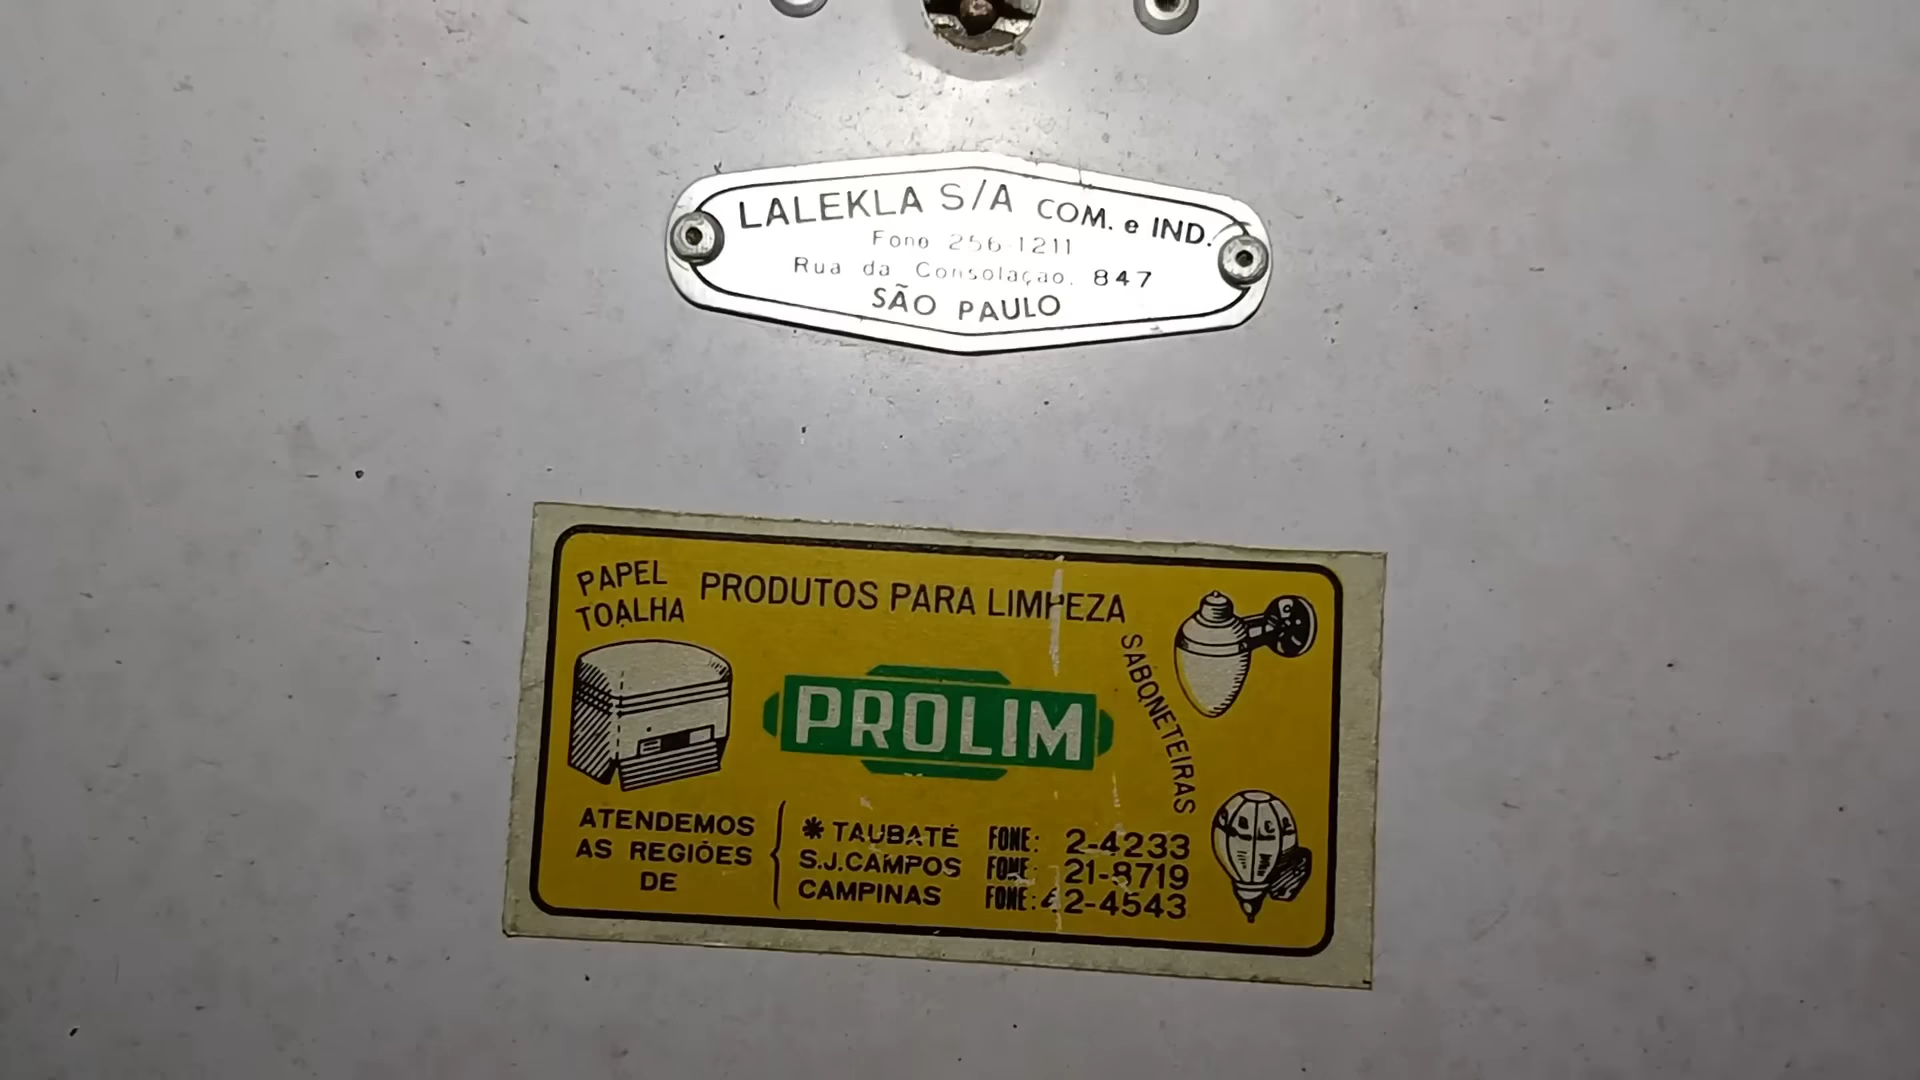 LALEKLA S/A COM. e IND.
Fone 256-1211
Rua da Consolação, 847
SÃO PAULO
PAPEL
TOALHA
PRODUTOS PARA LIMPEZA
SABONETEIRAS
PROLIM
ATENDEMOS
AS REGIÕES
DE
* TAUBATÉ FONE: 2-4233
S.J.CAMPOS FONE: 21-8719
CAMPINAS FONE: 42-4543